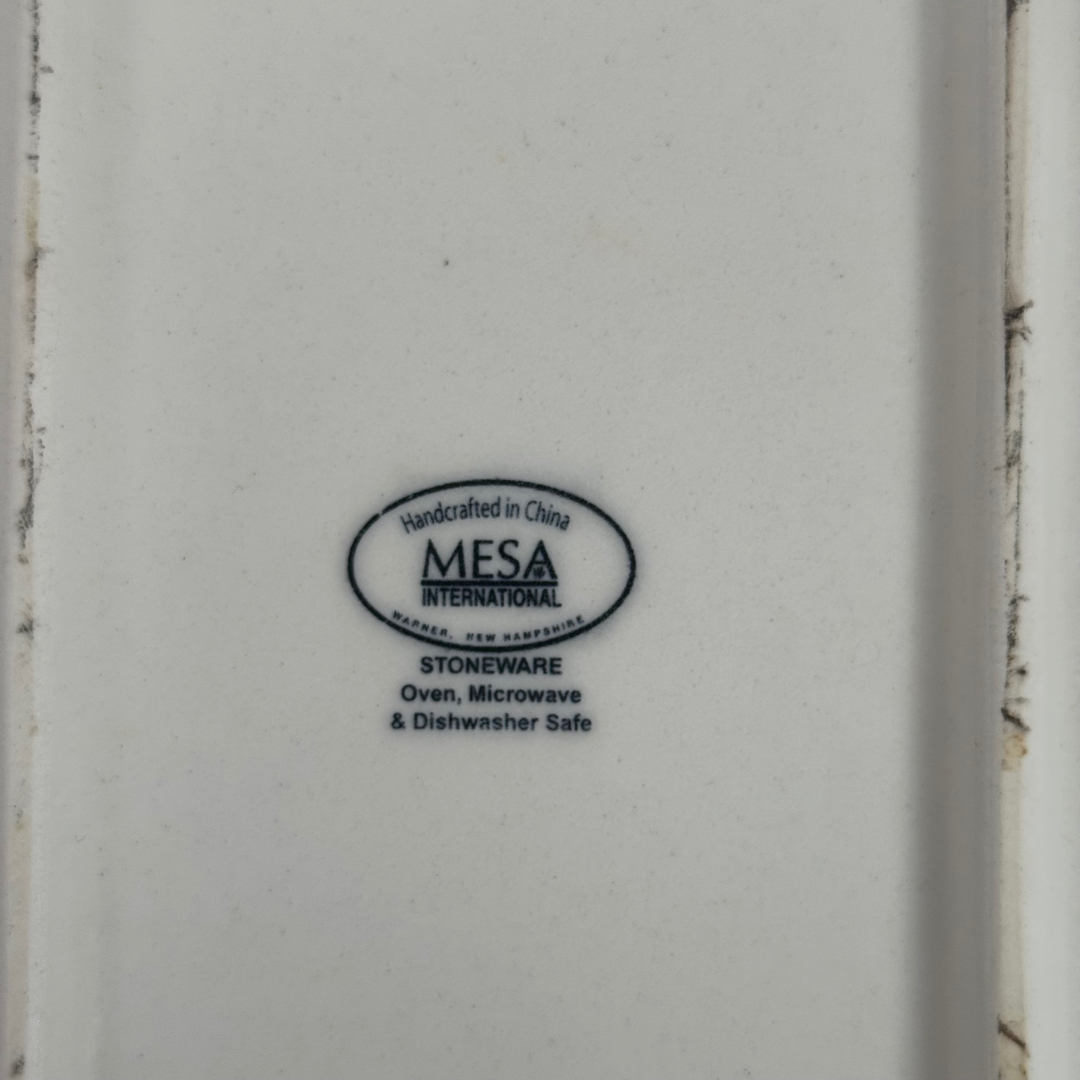 Handcrafted in China
MESA
INTERNATIONAL
WARNER, NEW HAMPSHIRE
STONEWARE
Oven, Microwave
& Dishwasher Safe